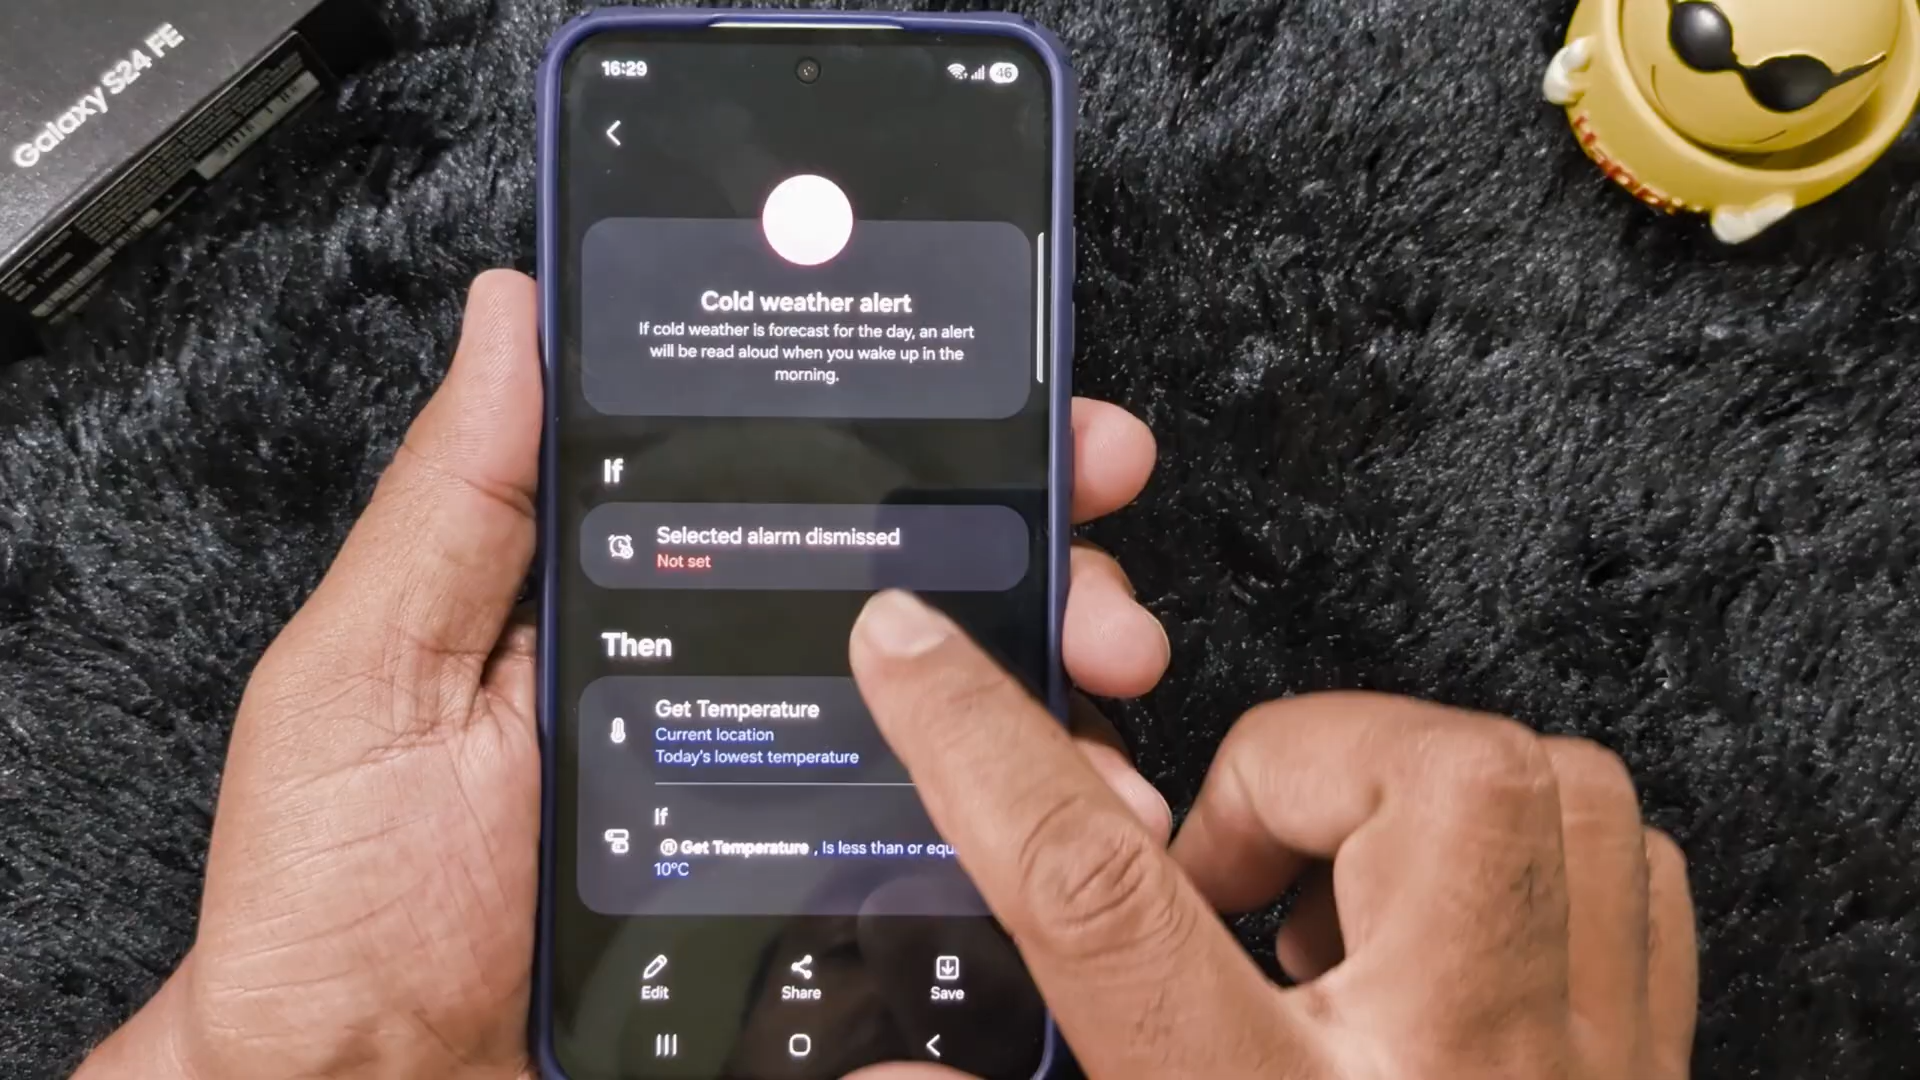 Galaxy S24 FE
16:29
46
Cold weather alert
If cold weather is forecast for the day, an alert
will be read aloud when you wake up in the
morning.
If
Selected alarm dismissed
Not set
Then
Get Temperature
Current location
Today's lowest temperature
If
Get Temperature , Is less than or equ
10°C
Edit
Share
Save